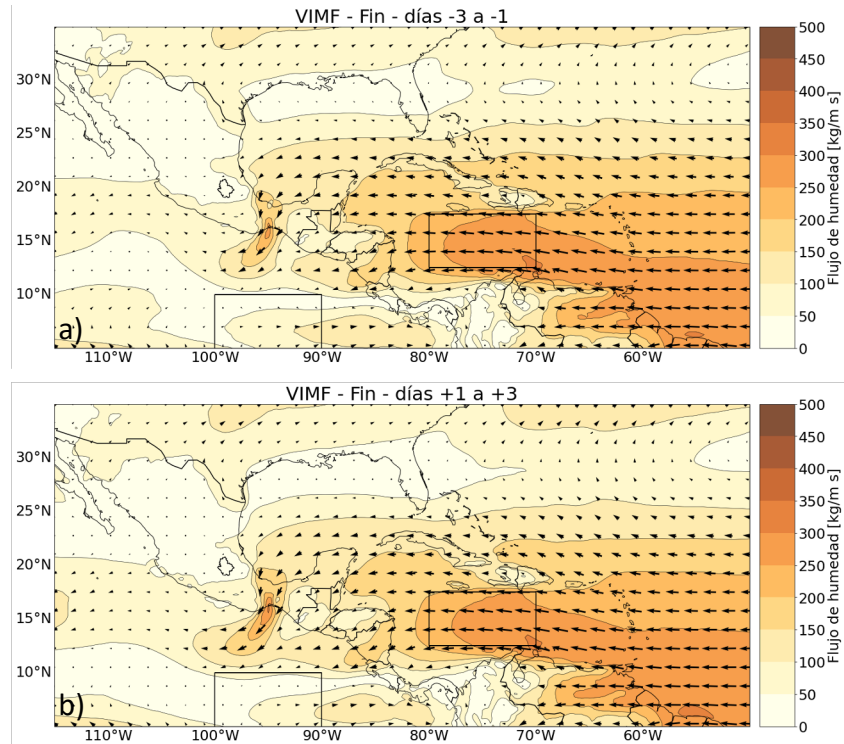 VIMF - Fin - días -3 a -1
30°N
25°N
20°N
15°N
10°N
a)
110°W 100°W 90°W 80°W 70°W 60°W
500
450
400
350
300
250
200
150
100
50
0
Flujo de humedad [kg/m s]
VIMF - Fin - días +1 a +3
30°N
25°N
20°N
15°N
10°N
b)
110°W 100°W 90°W 80°W 70°W 60°W
500
450
400
350
300
250
200
150
100
50
0
Flujo de humedad [kg/m s]